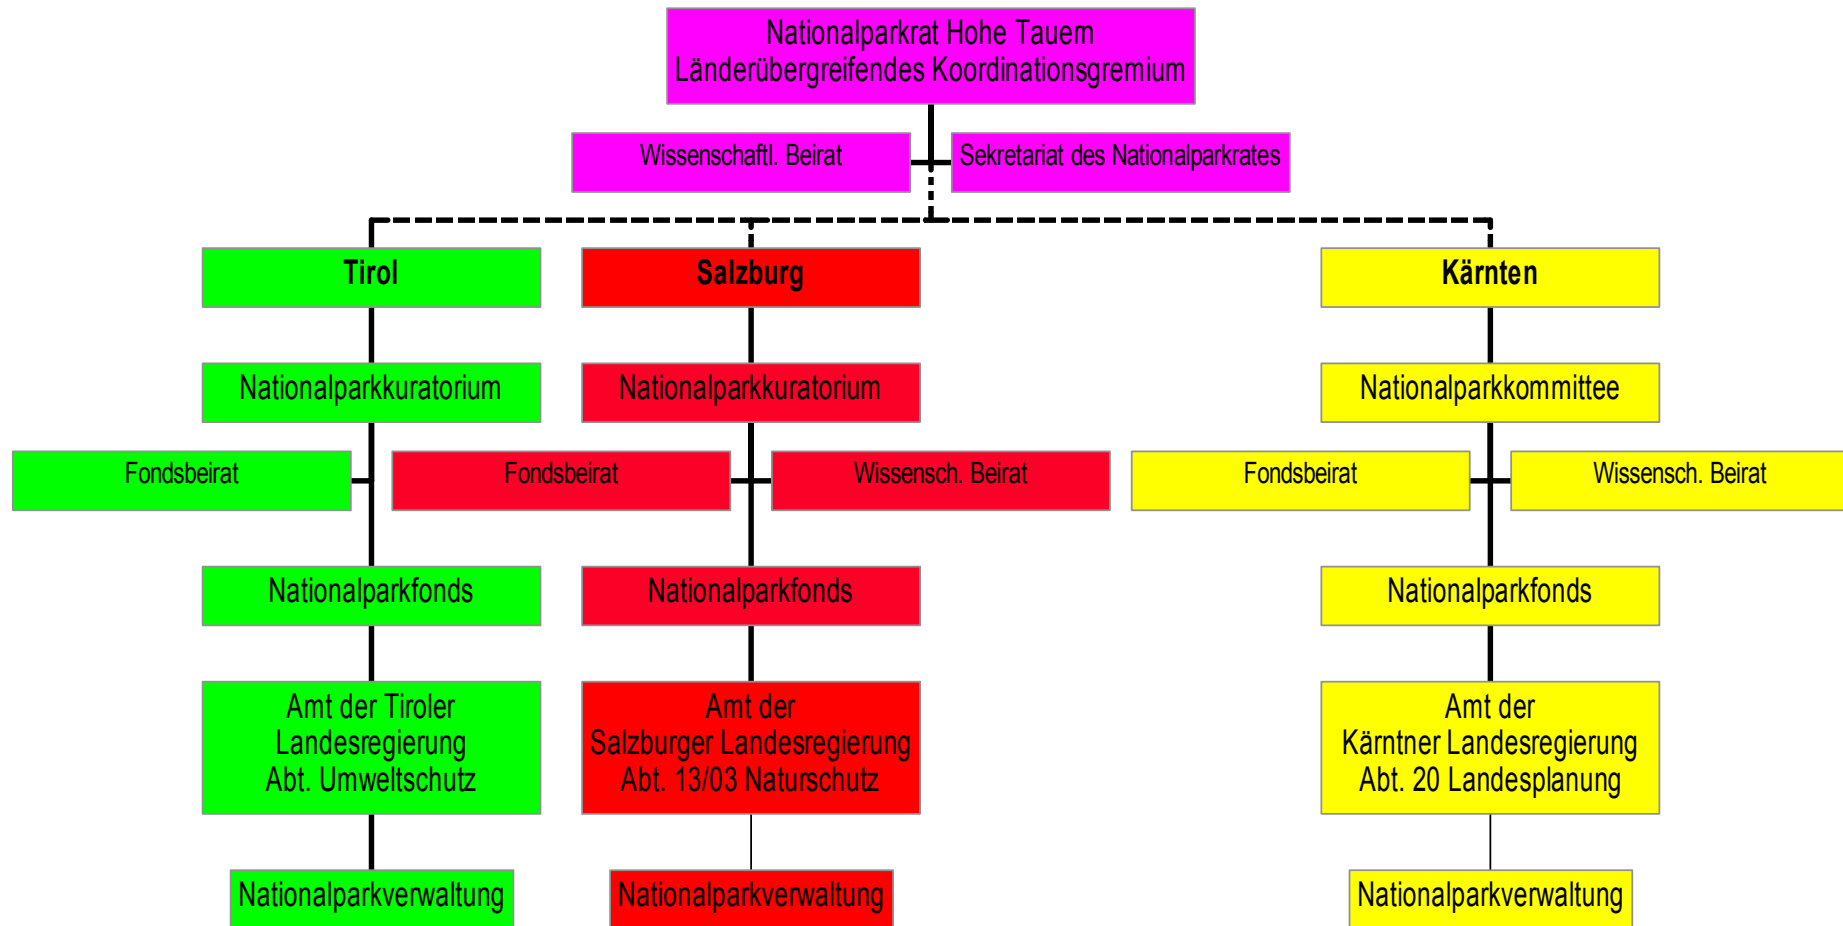 Nationalparkrat Hohe Tauern
Länderübergreifendes Koordinationsgremium
Wissenschaftl. Beirat
Sekretariat des Nationalparkrates
Tirol
Salzburg
Kärnten
Nationalparkkuratorium
Nationalparkkuratorium
Nationalparkkommittee
Fondsbeirat
Fondsbeirat
Wissensch. Beirat
Fondsbeirat
Wissensch. Beirat
Nationalparkfonds
Nationalparkfonds
Nationalparkfonds
Amt der Tiroler
Landesregierung
Abt. Umweltschutz
Amt der
Salzburger Landesregierung
Abt. 13/03 Naturschutz
Amt der
Kärntner Landesregierung
Abt. 20 Landesplanung
Nationalparkverwaltung
Nationalparkverwaltung
Nationalparkverwaltung